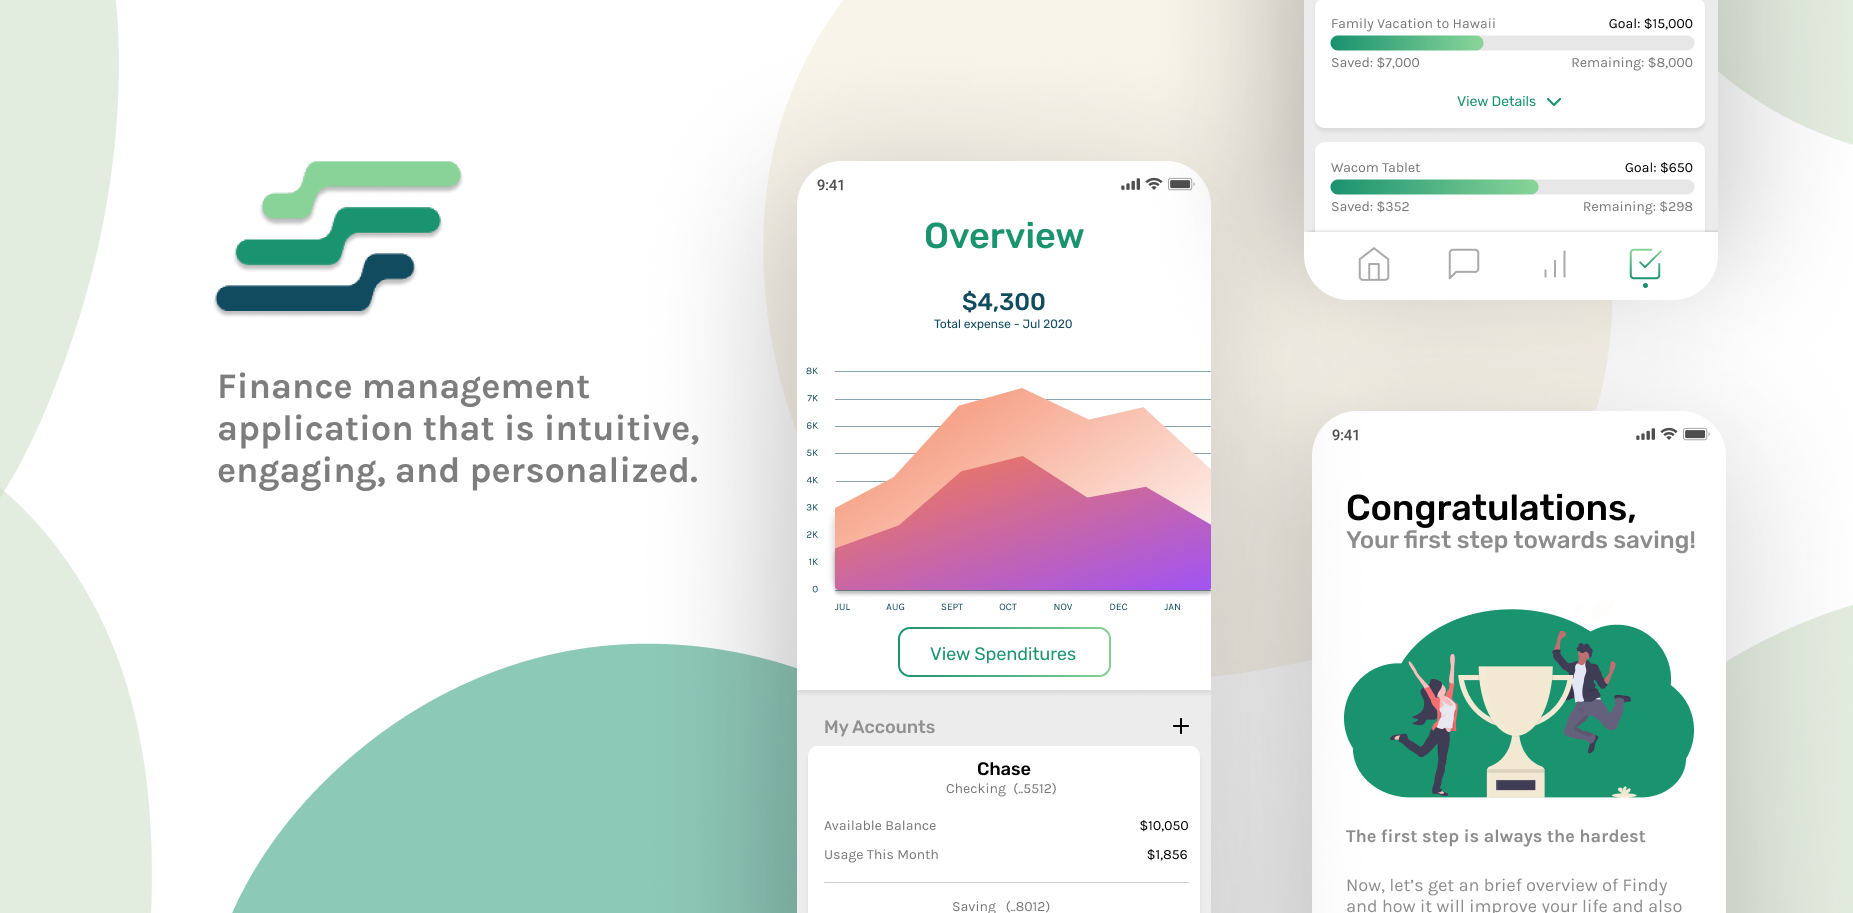 Finance management
application that is intuitive,
engaging, and personalized.
9:41
Overview
$4,300
Total expense - Jul 2020
8K
7K
6K
5K
4K
3K
2K
1K
0
JUL AUG SEPT OCT NOV DEC JAN
View Spenditures
My Accounts
Chase
Checking (..5512)
Available Balance $10,050
Usage This Month $1,856
Saving (..8012)
Family Vacation to Hawaii Goal: $15,000
Saved: $7,000 Remaining: $8,000
View Details
Wacom Tablet Goal: $650
Saved: $352 Remaining: $298
9:41
Congratulations,
Your first step towards saving!
The first step is always the hardest
Now, let's get an brief overview of Findy
and how it will improve your life and also